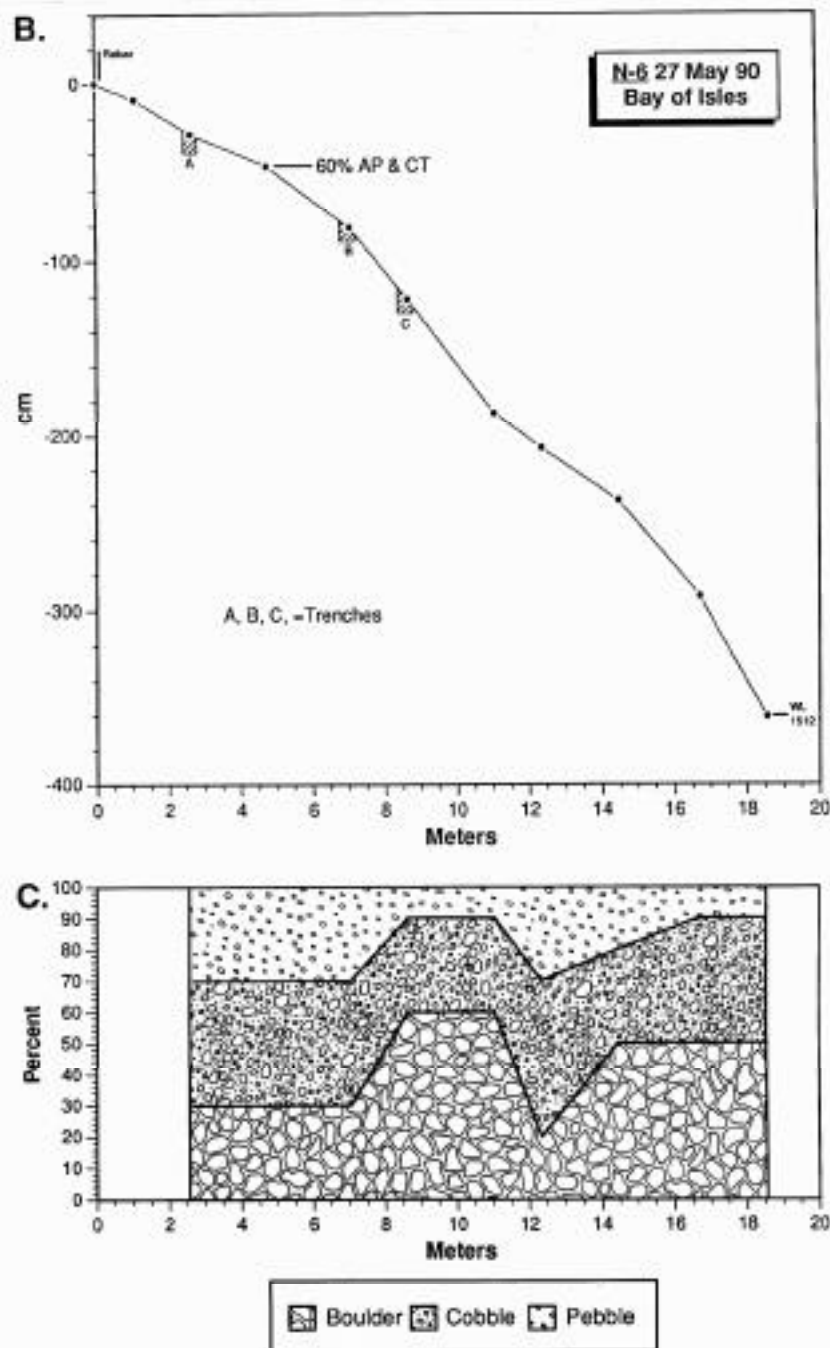 B.
Rebar
N-6 27 May 90
Bay of Isles
0
A
60% AP & CT
B
-100
C
cm
-200
A, B, C, =Trenches
-300
WL
1512
-400
0 2 4 6 8 10 12 14 16 18 20
Meters
C.
100
90
80
70
60
50
40
30
20
10
0
Percent
0 2 4 6 8 10 12 14 16 18 20
Meters
Boulder Cobble Pebble